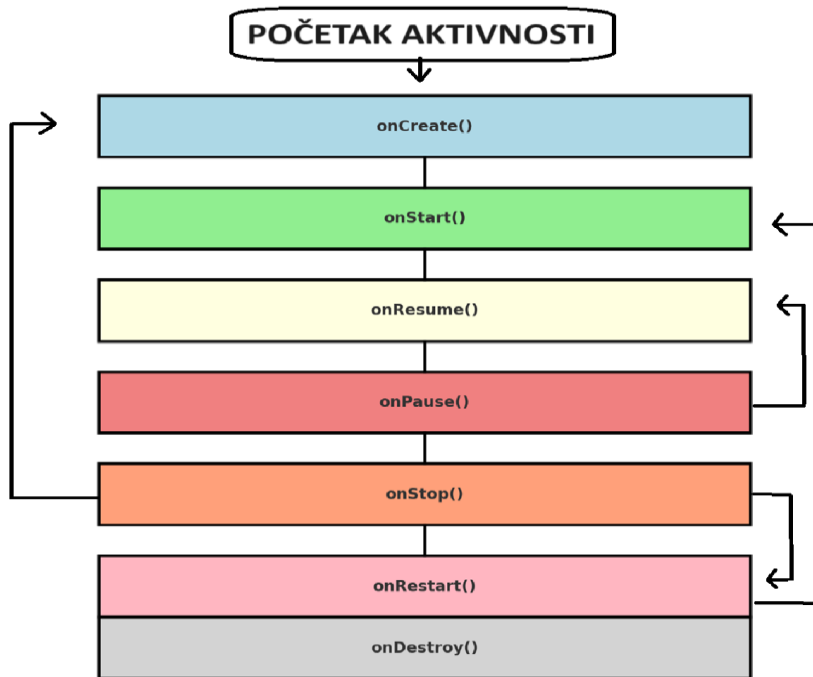 POČETAK AKTIVNOSTI
onCreate()
onStart()
onResume()
onPause()
onStop()
onRestart()
onDestroy()